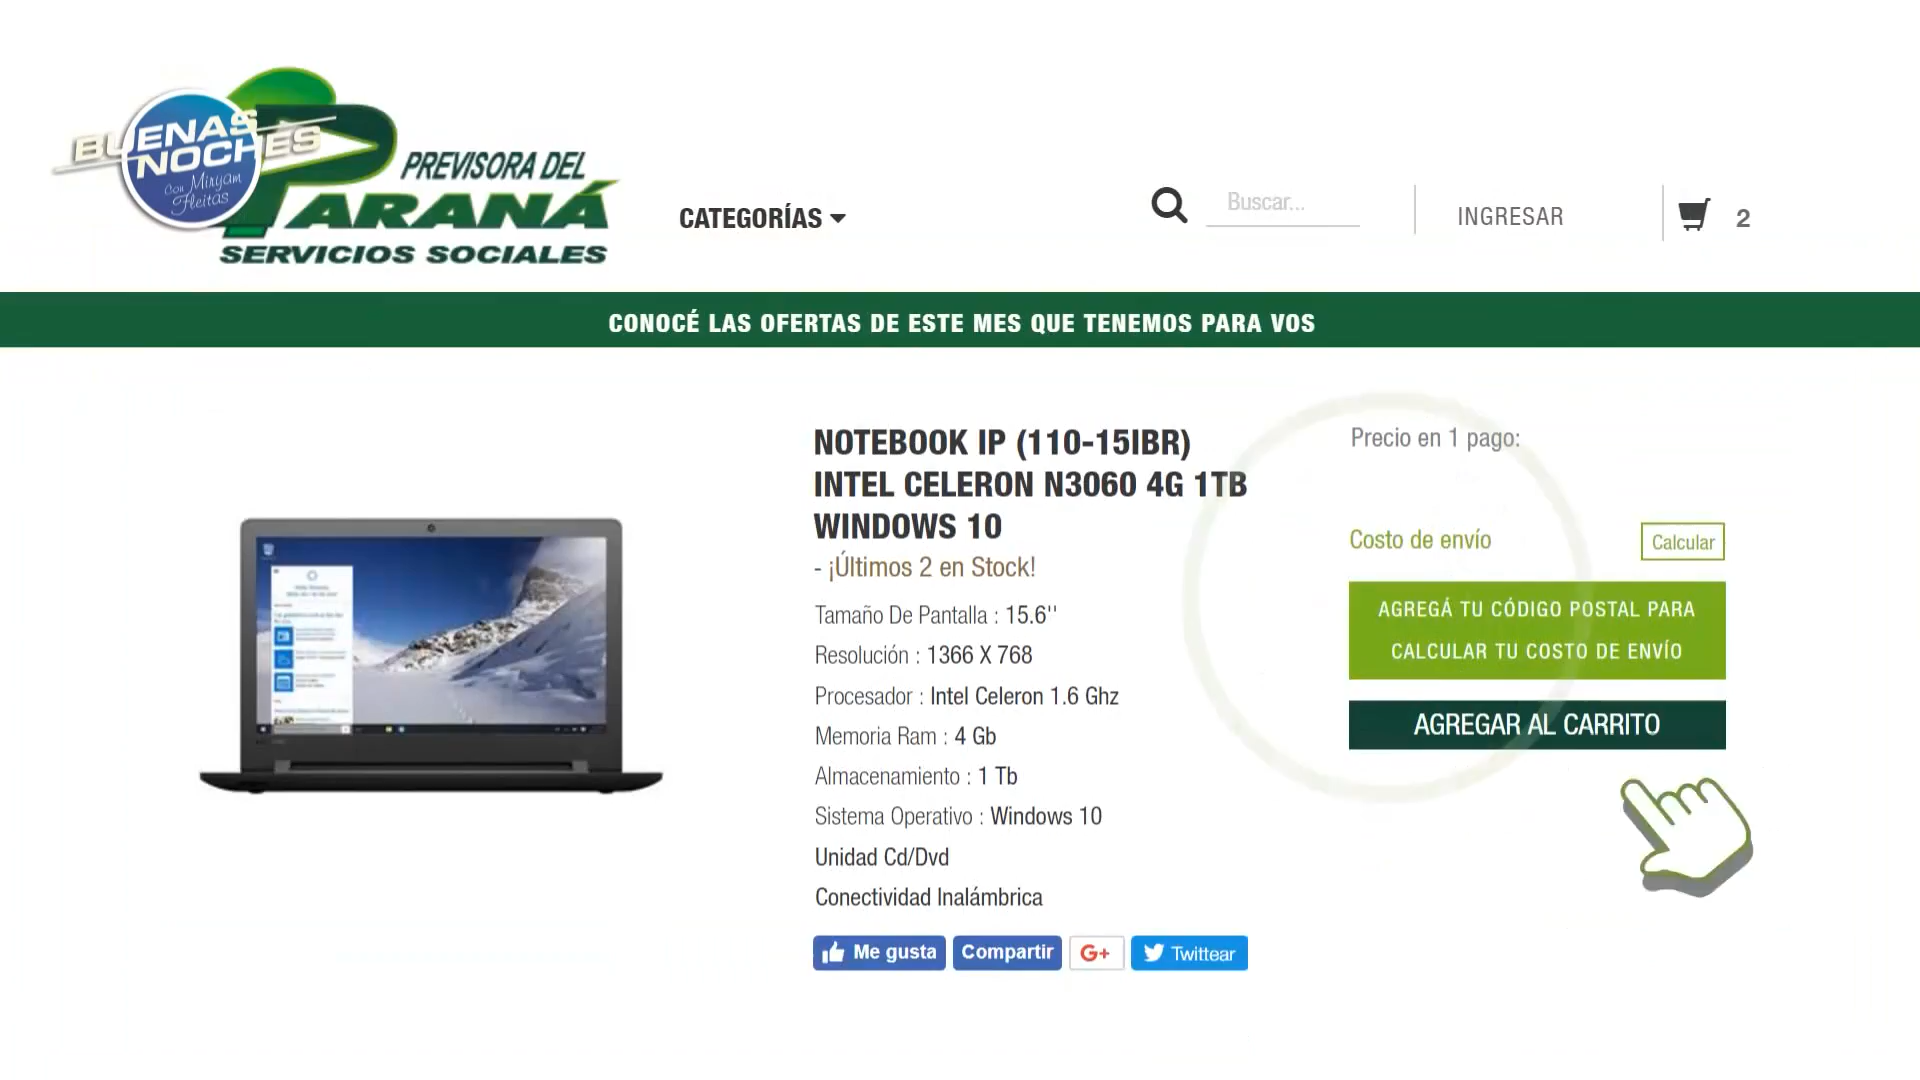 BUENAS
NOCHES
Con Miryam
Fleitas
PREVISORA DEL
PARANÁ
SERVICIOS SOCIALES
CATEGORÍAS
Buscar...
INGRESAR
2
CONOCÉ LAS OFERTAS DE ESTE MES QUE TENEMOS PARA VOS
NOTEBOOK IP (110-15IBR)
INTEL CELERON N3060 4G 1TB
WINDOWS 10
- ¡Últimos 2 en Stock!
Tamaño De Pantalla : 15.6''
Resolución : 1366 X 768
Procesador : Intel Celeron 1.6 Ghz
Memoria Ram : 4 Gb
Almacenamiento : 1 Tb
Sistema Operativo : Windows 10
Unidad Cd/Dvd
Conectividad Inalámbrica
Me gusta Compartir G+ Twittear
Precio en 1 pago:
Costo de envío Calcular
AGREGÁ TU CÓDIGO POSTAL PARA
CALCULAR TU COSTO DE ENVÍO
AGREGAR AL CARRITO